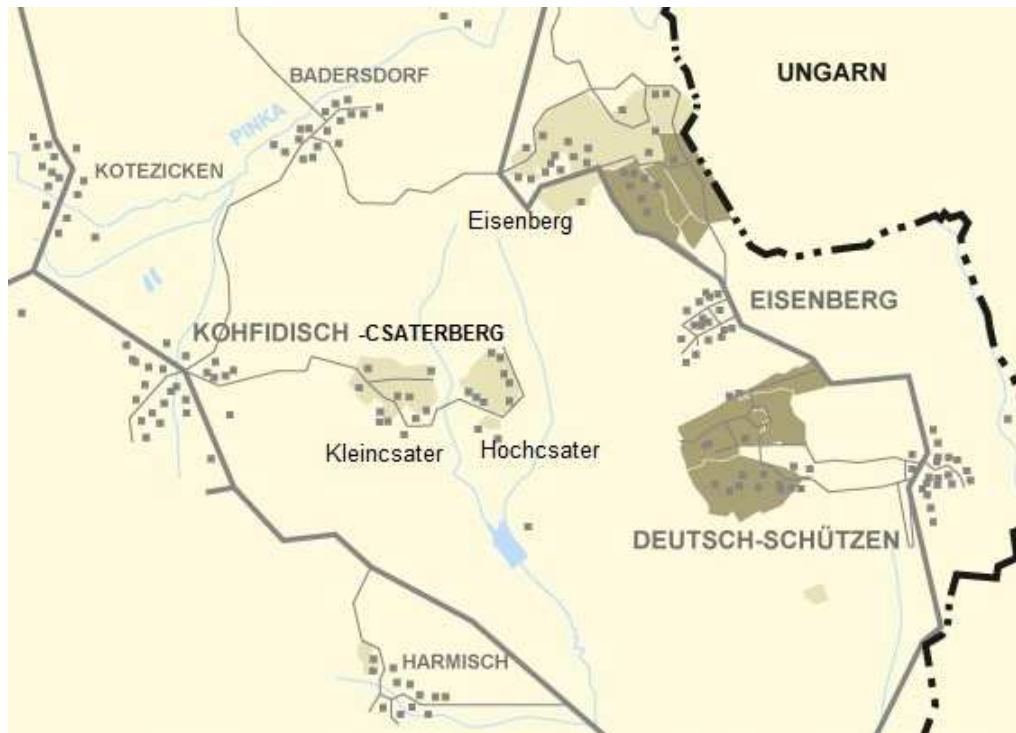 UNGARN
BADERSDORF
PINKA
KOTEZICKEN
Eisenberg
EISENBERG
KOHFIDISCH -CSATERBERG
Kleincsater
Hochcsater
DEUTSCH-SCHÜTZEN
HARMISCH